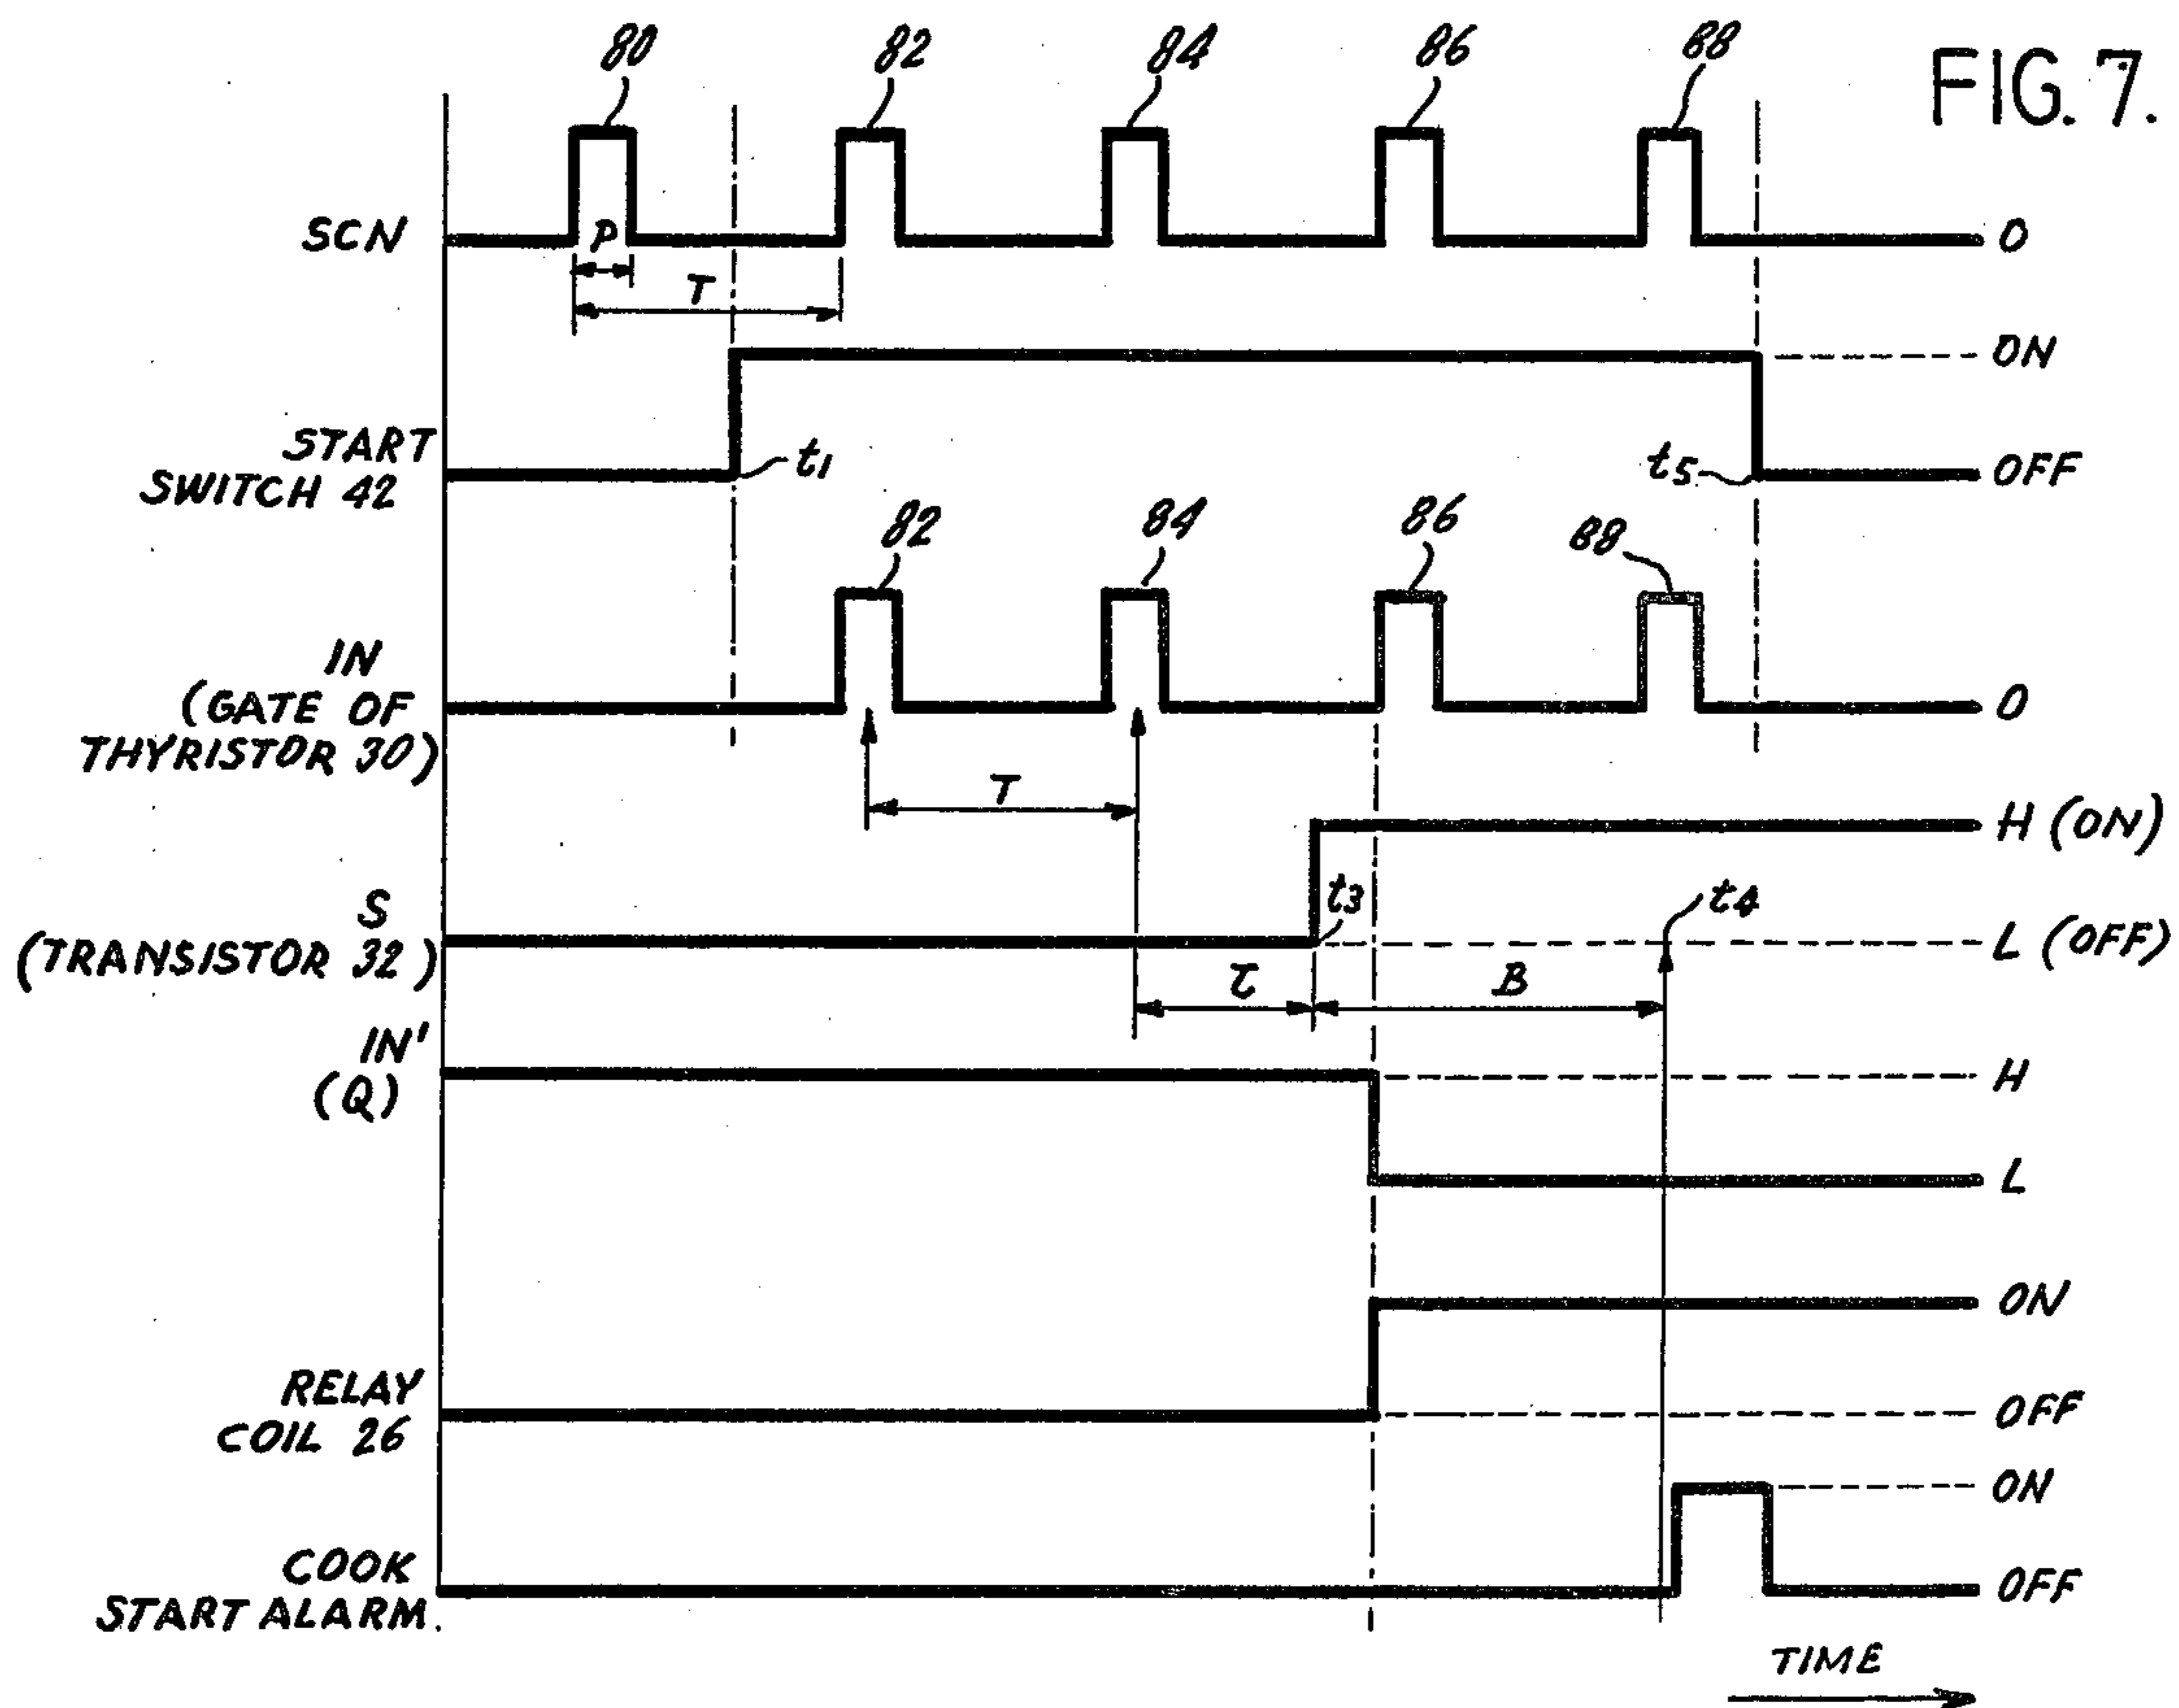 80
82
84
86
88
FIG. 7.
SCN
P
O
T
ON
START
SWITCH 42
t1
t5
OFF
82
84
86
88
IN
(GATE OF
THYRISTOR 30)
O
T
H (ON)
S
(TRANSISTOR 32)
t3
t4
L (OFF)
τ
B
IN'
(Q)
H
L
ON
RELAY
COIL 26
OFF
ON
COOK
START ALARM.
OFF
TIME